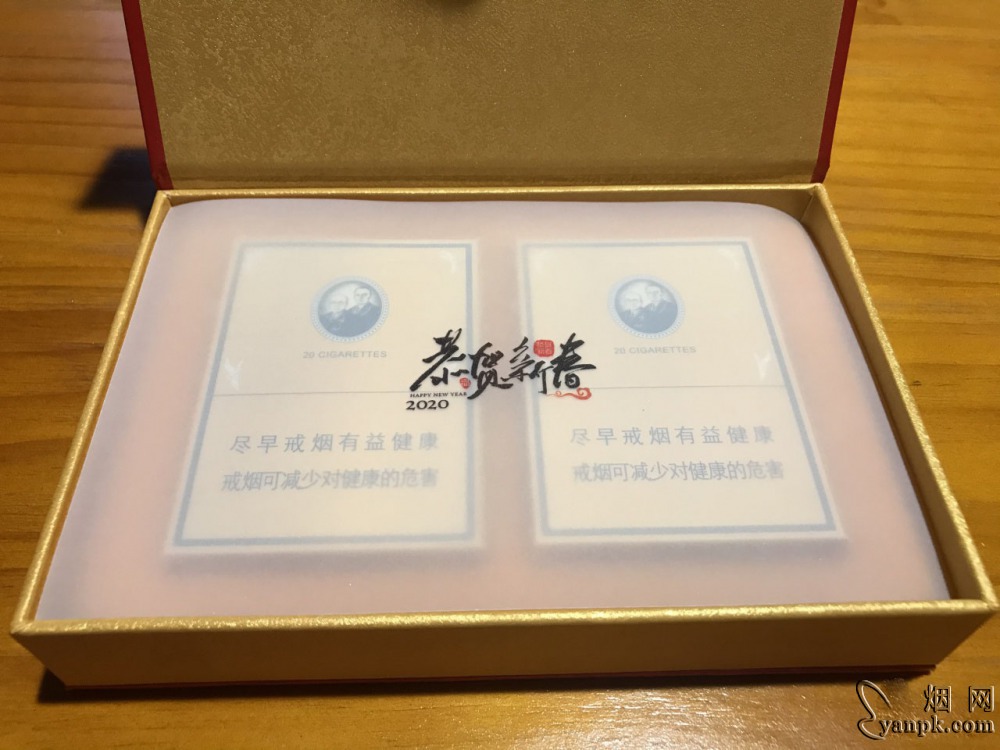 20 CIGARETTES
20 CIGARETTES
恭贺新春
HAPPY NEW YEAR
2020
尽早戒烟有益健康
戒烟可减少对健康的危害
尽早戒烟有益健康
戒烟可减少对健康的危害
烟网
yanpk.com